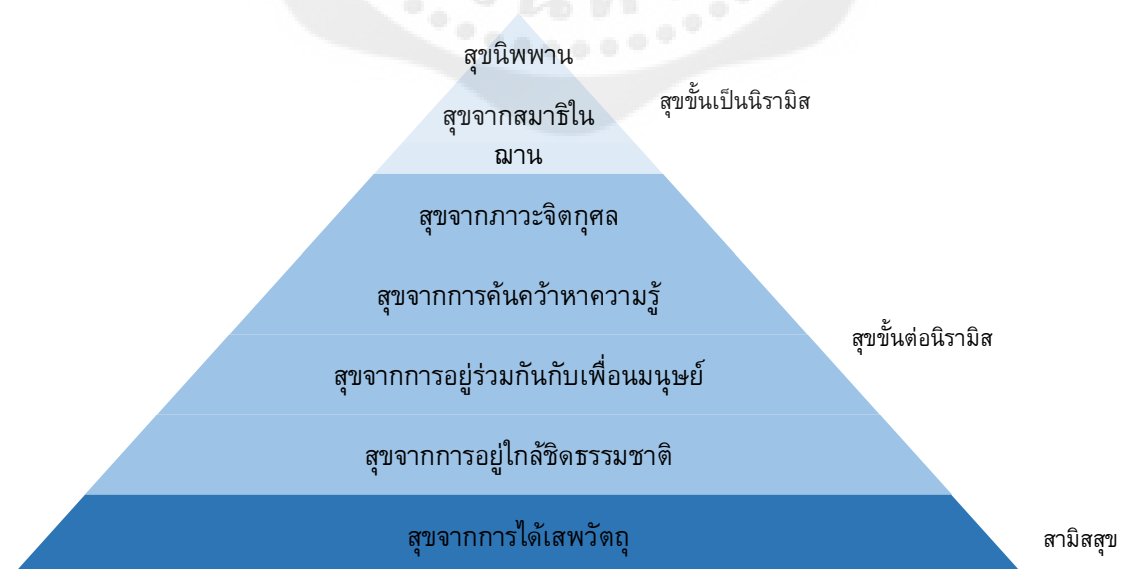 สุขนิพพาน
สุขขั้นเป็นนิรามิส
สุขจากสมาธิใน
ฌาน
สุขจากภาวะจิตกุศล
สุขจากการค้นคว้าหาความรู้
สุขขั้นต่อนิรามิส
สุขจากการอยู่ร่วมกันกับเพื่อนมนุษย์
สุขจากการอยู่ใกล้ชิดธรรมชาติ
สุขจากการได้เสพวัตถุ
สามิสสุข